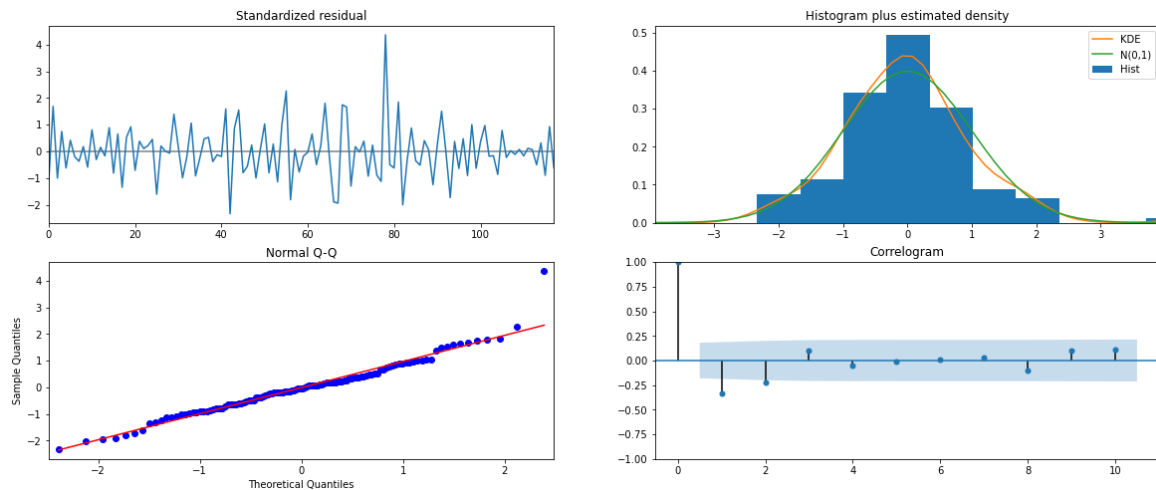 Standardized residual
4
3
2
1
0
−1
−2
0 20 40 60 80 100
Histogram plus estimated density
KDE
N(0,1)
Hist
0.5
0.4
0.3
0.2
0.1
0.0
−3 −2 −1 0 1 2 3
Normal Q-Q
Sample Quantiles
4
3
2
1
0
−1
−2
−2 −1 0 1 2
Theoretical Quantiles
Correlogram
1.00
0.75
0.50
0.25
0.00
−0.25
−0.50
−0.75
−1.00
0 2 4 6 8 10